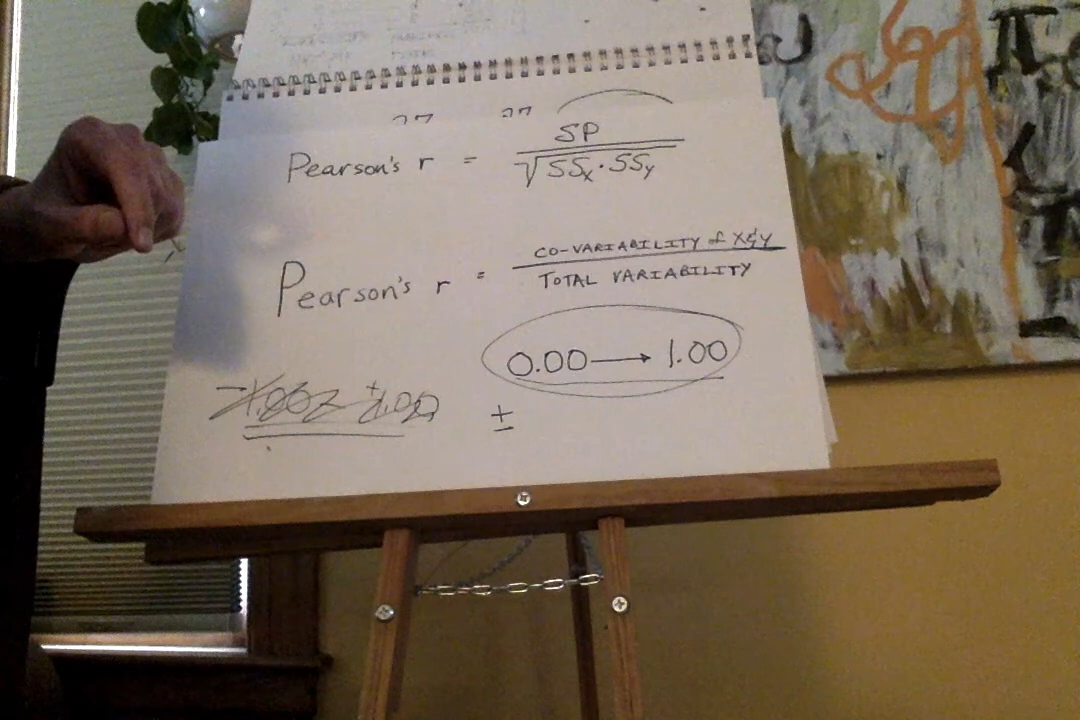 Pearson's r = SP / √SSx · SSy
Pearson's r = CO-VARIABILITY of X & Y / TOTAL VARIABILITY
0.00 → 1.00
±